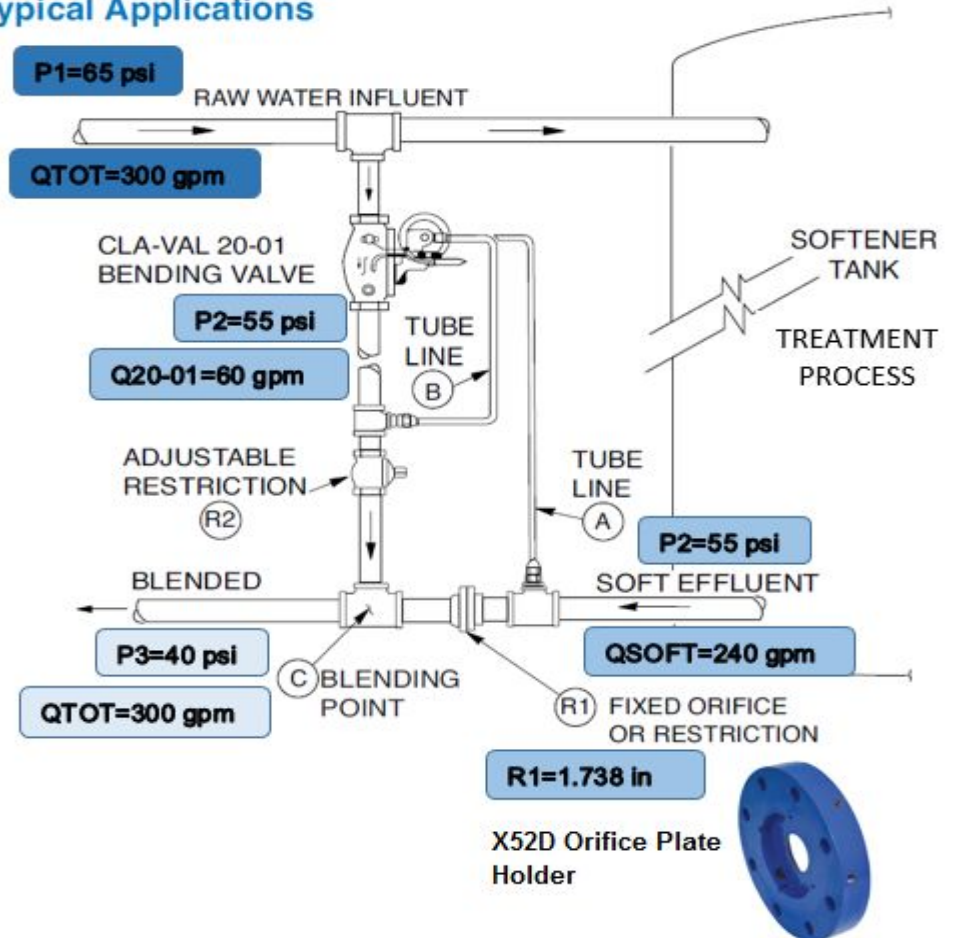 Typical Applications
P1=65 psi
RAW WATER INFLUENT
QTOT=300 gpm
CLA-VAL 20-01
BENDING VALVE
P2=55 psi
Q20-01=60 gpm
TUBE
LINE
B
SOFTENER
TANK
TREATMENT
PROCESS
ADJUSTABLE
RESTRICTION
R2
TUBE
LINE
A
P2=55 psi
BLENDED
SOFT EFFLUENT
P3=40 psi
QSOFT=240 gpm
QTOT=300 gpm
C BLENDING
POINT
R1 FIXED ORIFICE
OR RESTRICTION
R1=1.738 in
X52D Orifice Plate
Holder